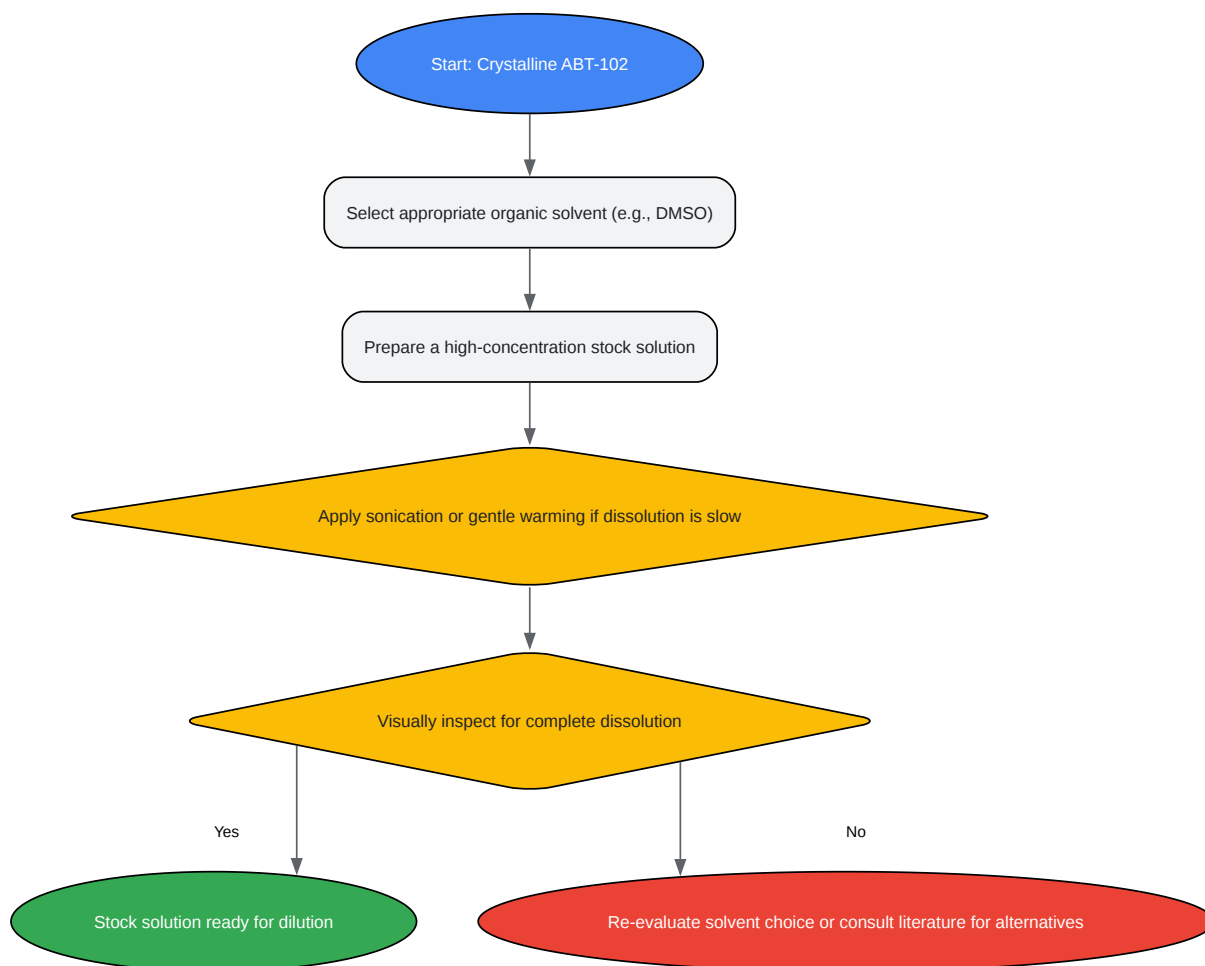 Start: Crystalline ABT-102
Select appropriate organic solvent (e.g., DMSO)
Prepare a high-concentration stock solution
Apply sonication or gentle warming if dissolution is slow
Visually inspect for complete dissolution
Yes
No
Stock solution ready for dilution
Re-evaluate solvent choice or consult literature for alternatives